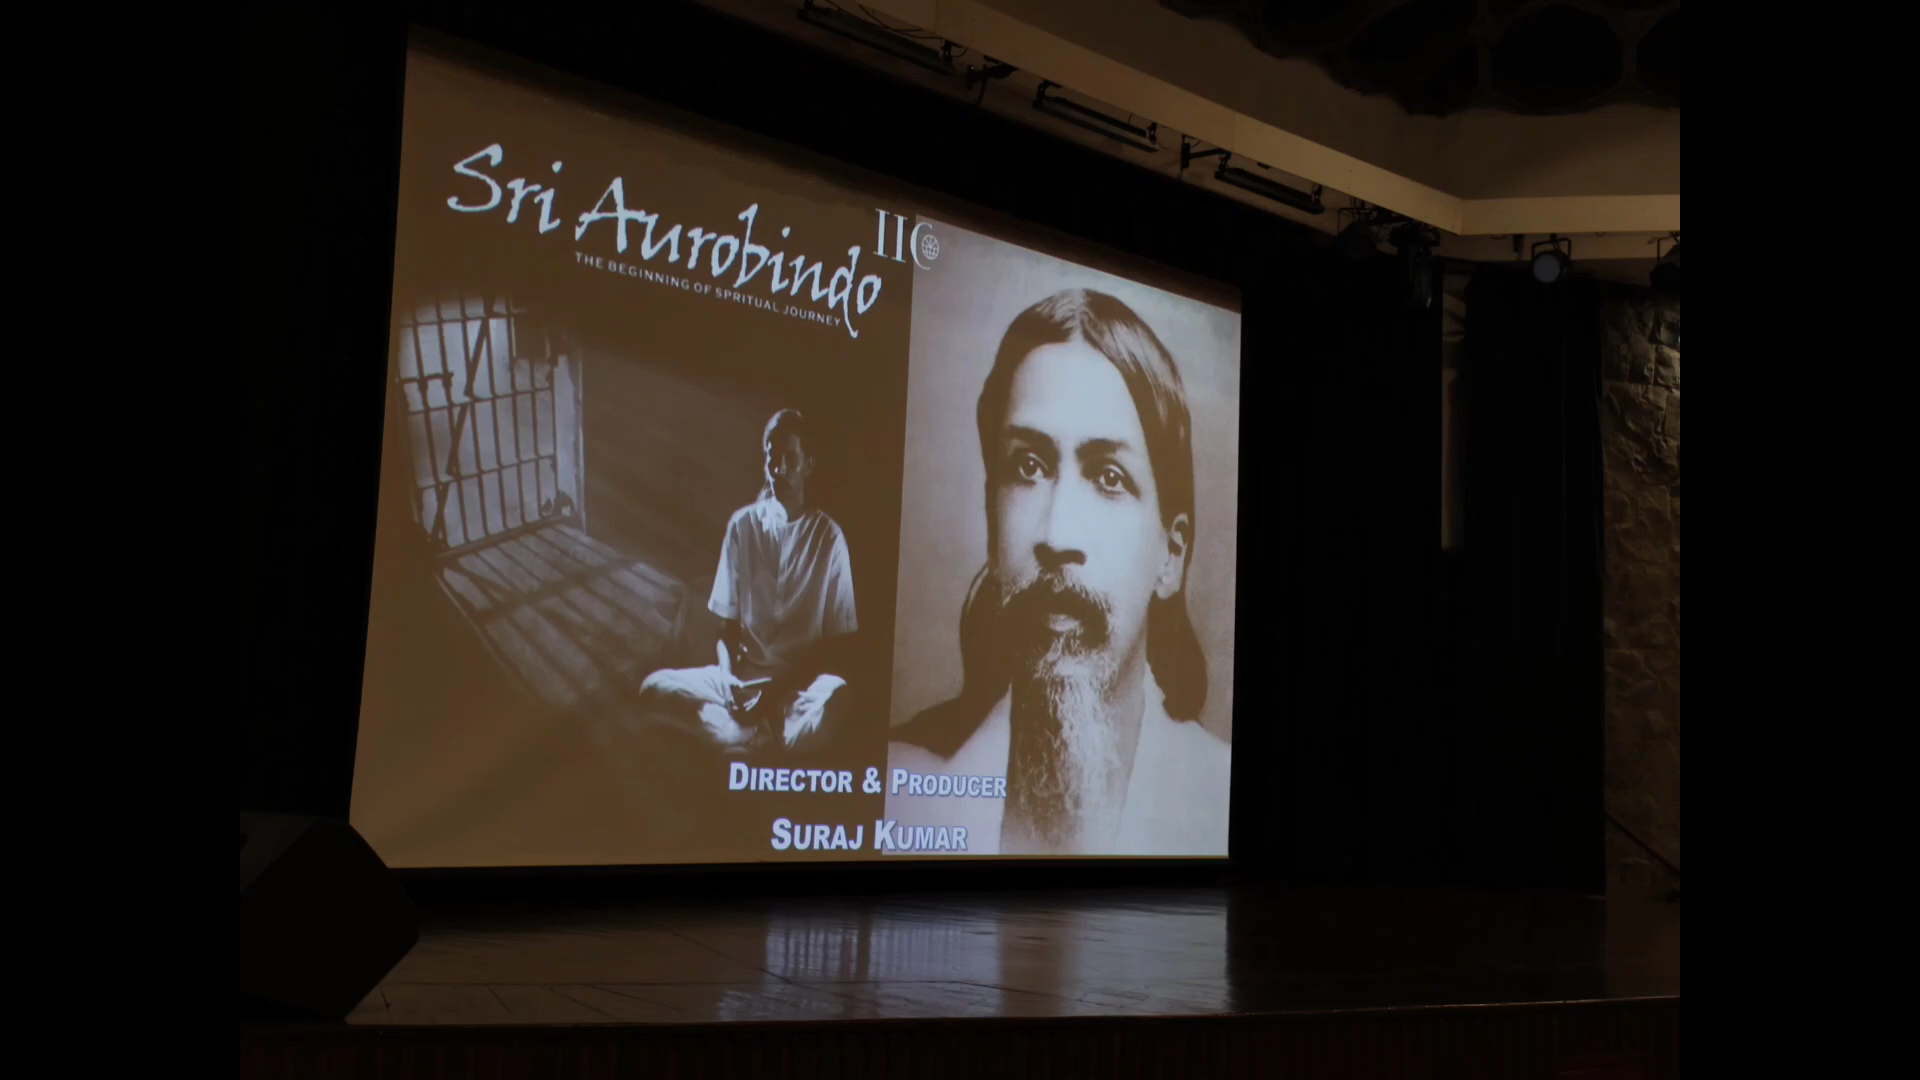 Sri Aurobindo
THE BEGINNING OF SPRITUAL JOURNEY
IIC
DIRECTOR & PRODUCER
SURAJ KUMAR